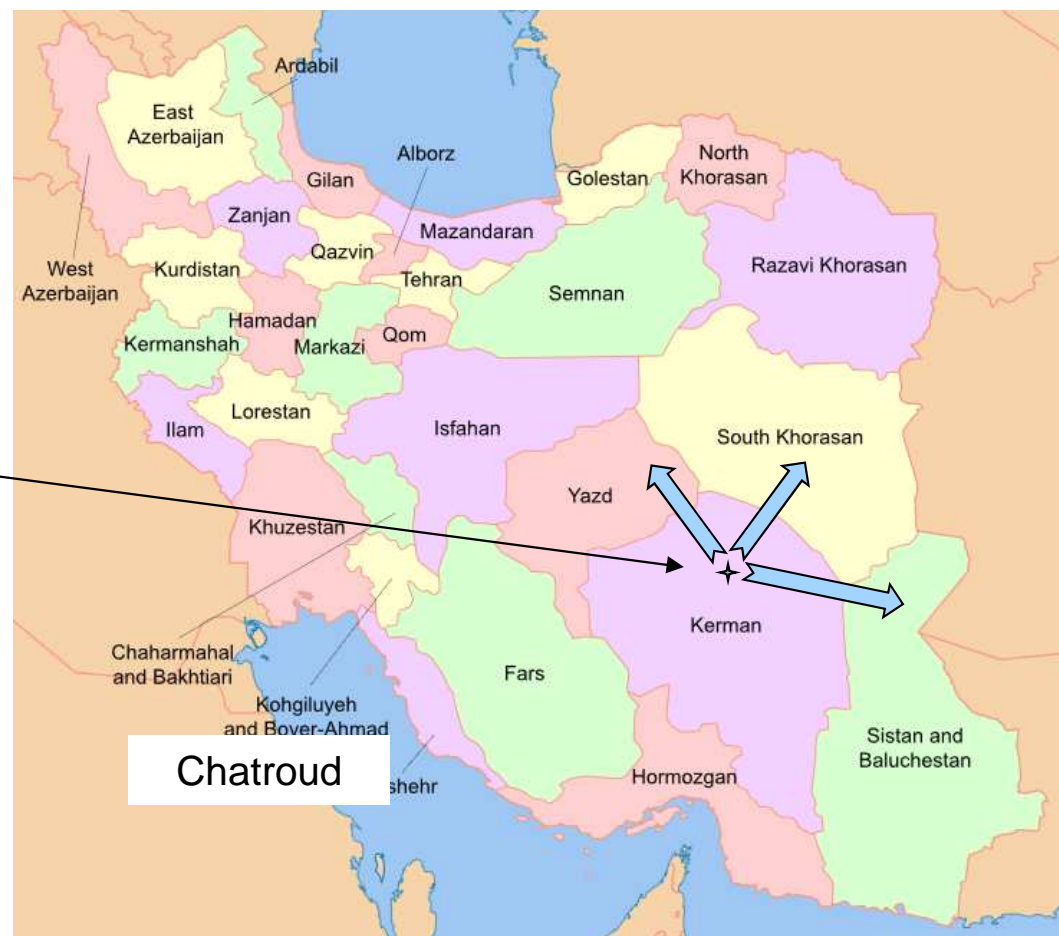 Ardabil
East
Azerbaijan
Alborz
North
Khorasan
Gilan
Golestan
Zanjan
Mazandaran
Qazvin
West
Azerbaijan
Kurdistan
Tehran
Razavi Khorasan
Semnan
Hamadan
Kermanshah
Markazi
Qom
Lorestan
Ilam
Isfahan
South Khorasan
Yazd
Khuzestan
Kerman
Chaharmahal
and Bakhtiari
Fars
Kohgiluyeh
and Boyer-Ahmad
Sistan and
Baluchestan
Chatroud
shehr
Hormozgan